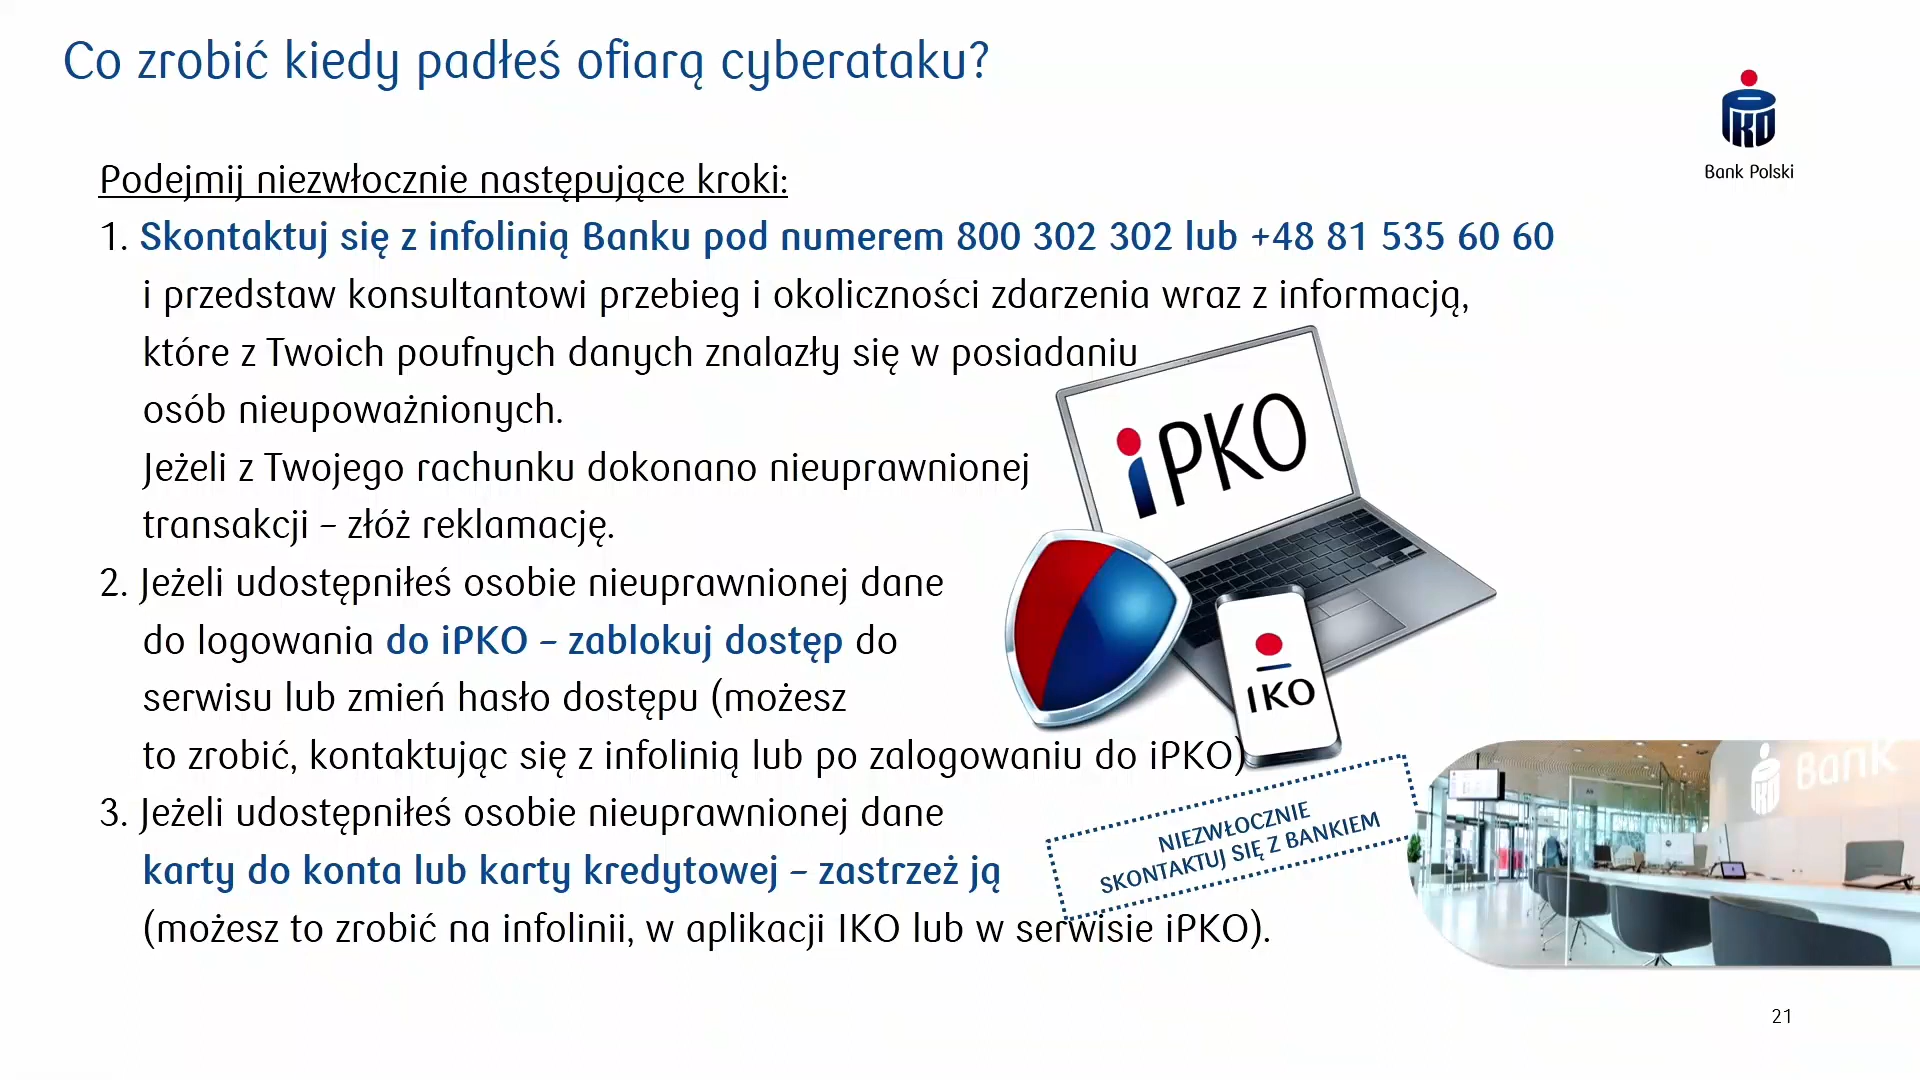 Co zrobić kiedy padłeś ofiarą cyberataku?
PKO
Bank Polski
Podejmij niezwłocznie następujące kroki:
1. Skontaktuj się z infolinią Banku pod numerem 800 302 302 lub +48 81 535 60 60
i przedstaw konsultantowi przebieg i okoliczności zdarzenia wraz z informacją,
które z Twoich poufnych danych znalazły się w posiadaniu
osób nieupoważnionych.
Jeżeli z Twojego rachunku dokonano nieuprawnionej
transakcji – złóż reklamację.
2. Jeżeli udostępniłeś osobie nieuprawnionej dane
do logowania do iPKO – zablokuj dostęp do
serwisu lub zmień hasło dostępu (możesz
to zrobić, kontaktując się z infolinią lub po zalogowaniu do iPKO)
3. Jeżeli udostępniłeś osobie nieuprawnionej dane
karty do konta lub karty kredytowej – zastrzeż ją
(możesz to zrobić na infolinii, w aplikacji IKO lub w serwisie iPKO).
iPKO
IKO
NIEZWŁOCZNIE
SKONTAKTUJ SIĘ Z BANKIEM
PKO Bank
21